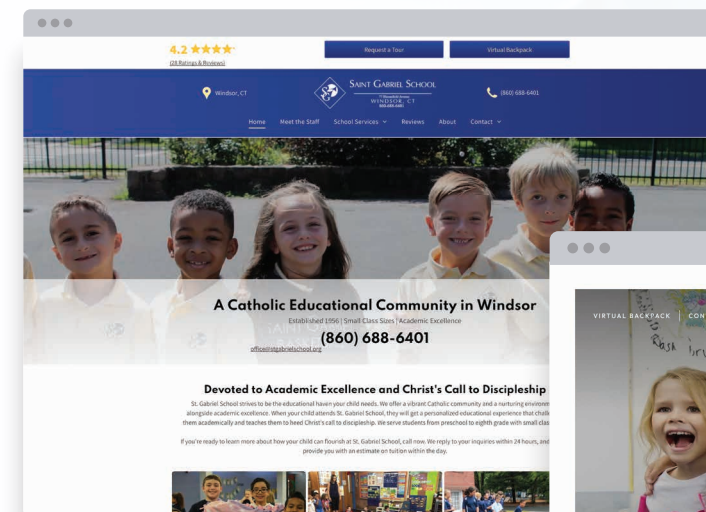 4.2
(28 Ratings & Reviews)
Request a Tour
Virtual Backpack
Windsor, CT
SAINT GABRIEL SCHOOL
WINDSOR, CT
(860) 688-6401
Home Meet the Staff School Services Reviews About Contact
A Catholic Educational Community in Windsor
Established 1956 | Small Class Sizes | Academic Excellence
(860) 688-6401
office@stgabrielschool.org
Devoted to Academic Excellence and Christ's Call to Discipleship
St. Gabriel School strives to be the educational haven your child needs. We offer a vibrant Catholic community and a nurturing environm
alongside academic excellence. When your child attends St. Gabriel School, they will get a personalized educational experience that chall
them academically and teaches them to heed Christ's call to discipleship. We serve students from preschool to eighth grade with small clas
If you're ready to learn more about how your child can flourish at St. Gabriel School, call now. We reply to your inquiries within 24 hours, and
provide you with an estimate on tuition within the day.
VIRTUAL BACKPACK | CON